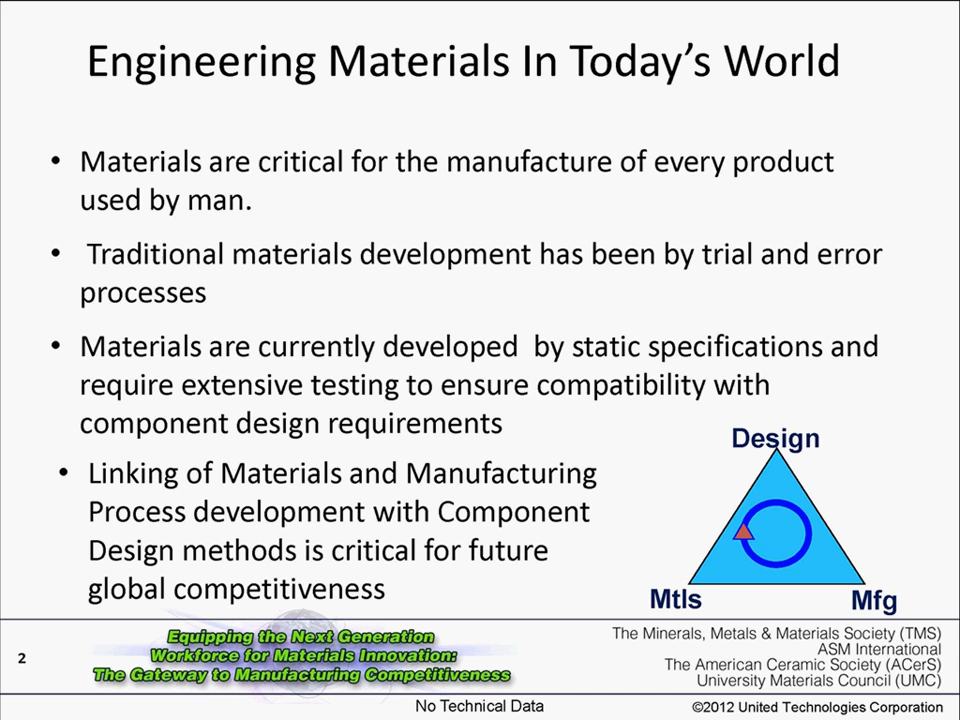 Engineering Materials In Today's World
• Materials are critical for the manufacture of every product
used by man.
• Traditional materials development has been by trial and error
processes
• Materials are currently developed by static specifications and
require extensive testing to ensure compatibility with
component design requirements
• Linking of Materials and Manufacturing
Process development with Component
Design methods is critical for future
global competitiveness
Design
Mtls
Mfg
2
Equipping the Next Generation
Workforce for Materials Innovation:
The Gateway to Manufacturing Competitiveness
The Minerals, Metals & Materials Society (TMS)
ASM International
The American Ceramic Society (ACerS)
University Materials Council (UMC)
No Technical Data
©2012 United Technologies Corporation